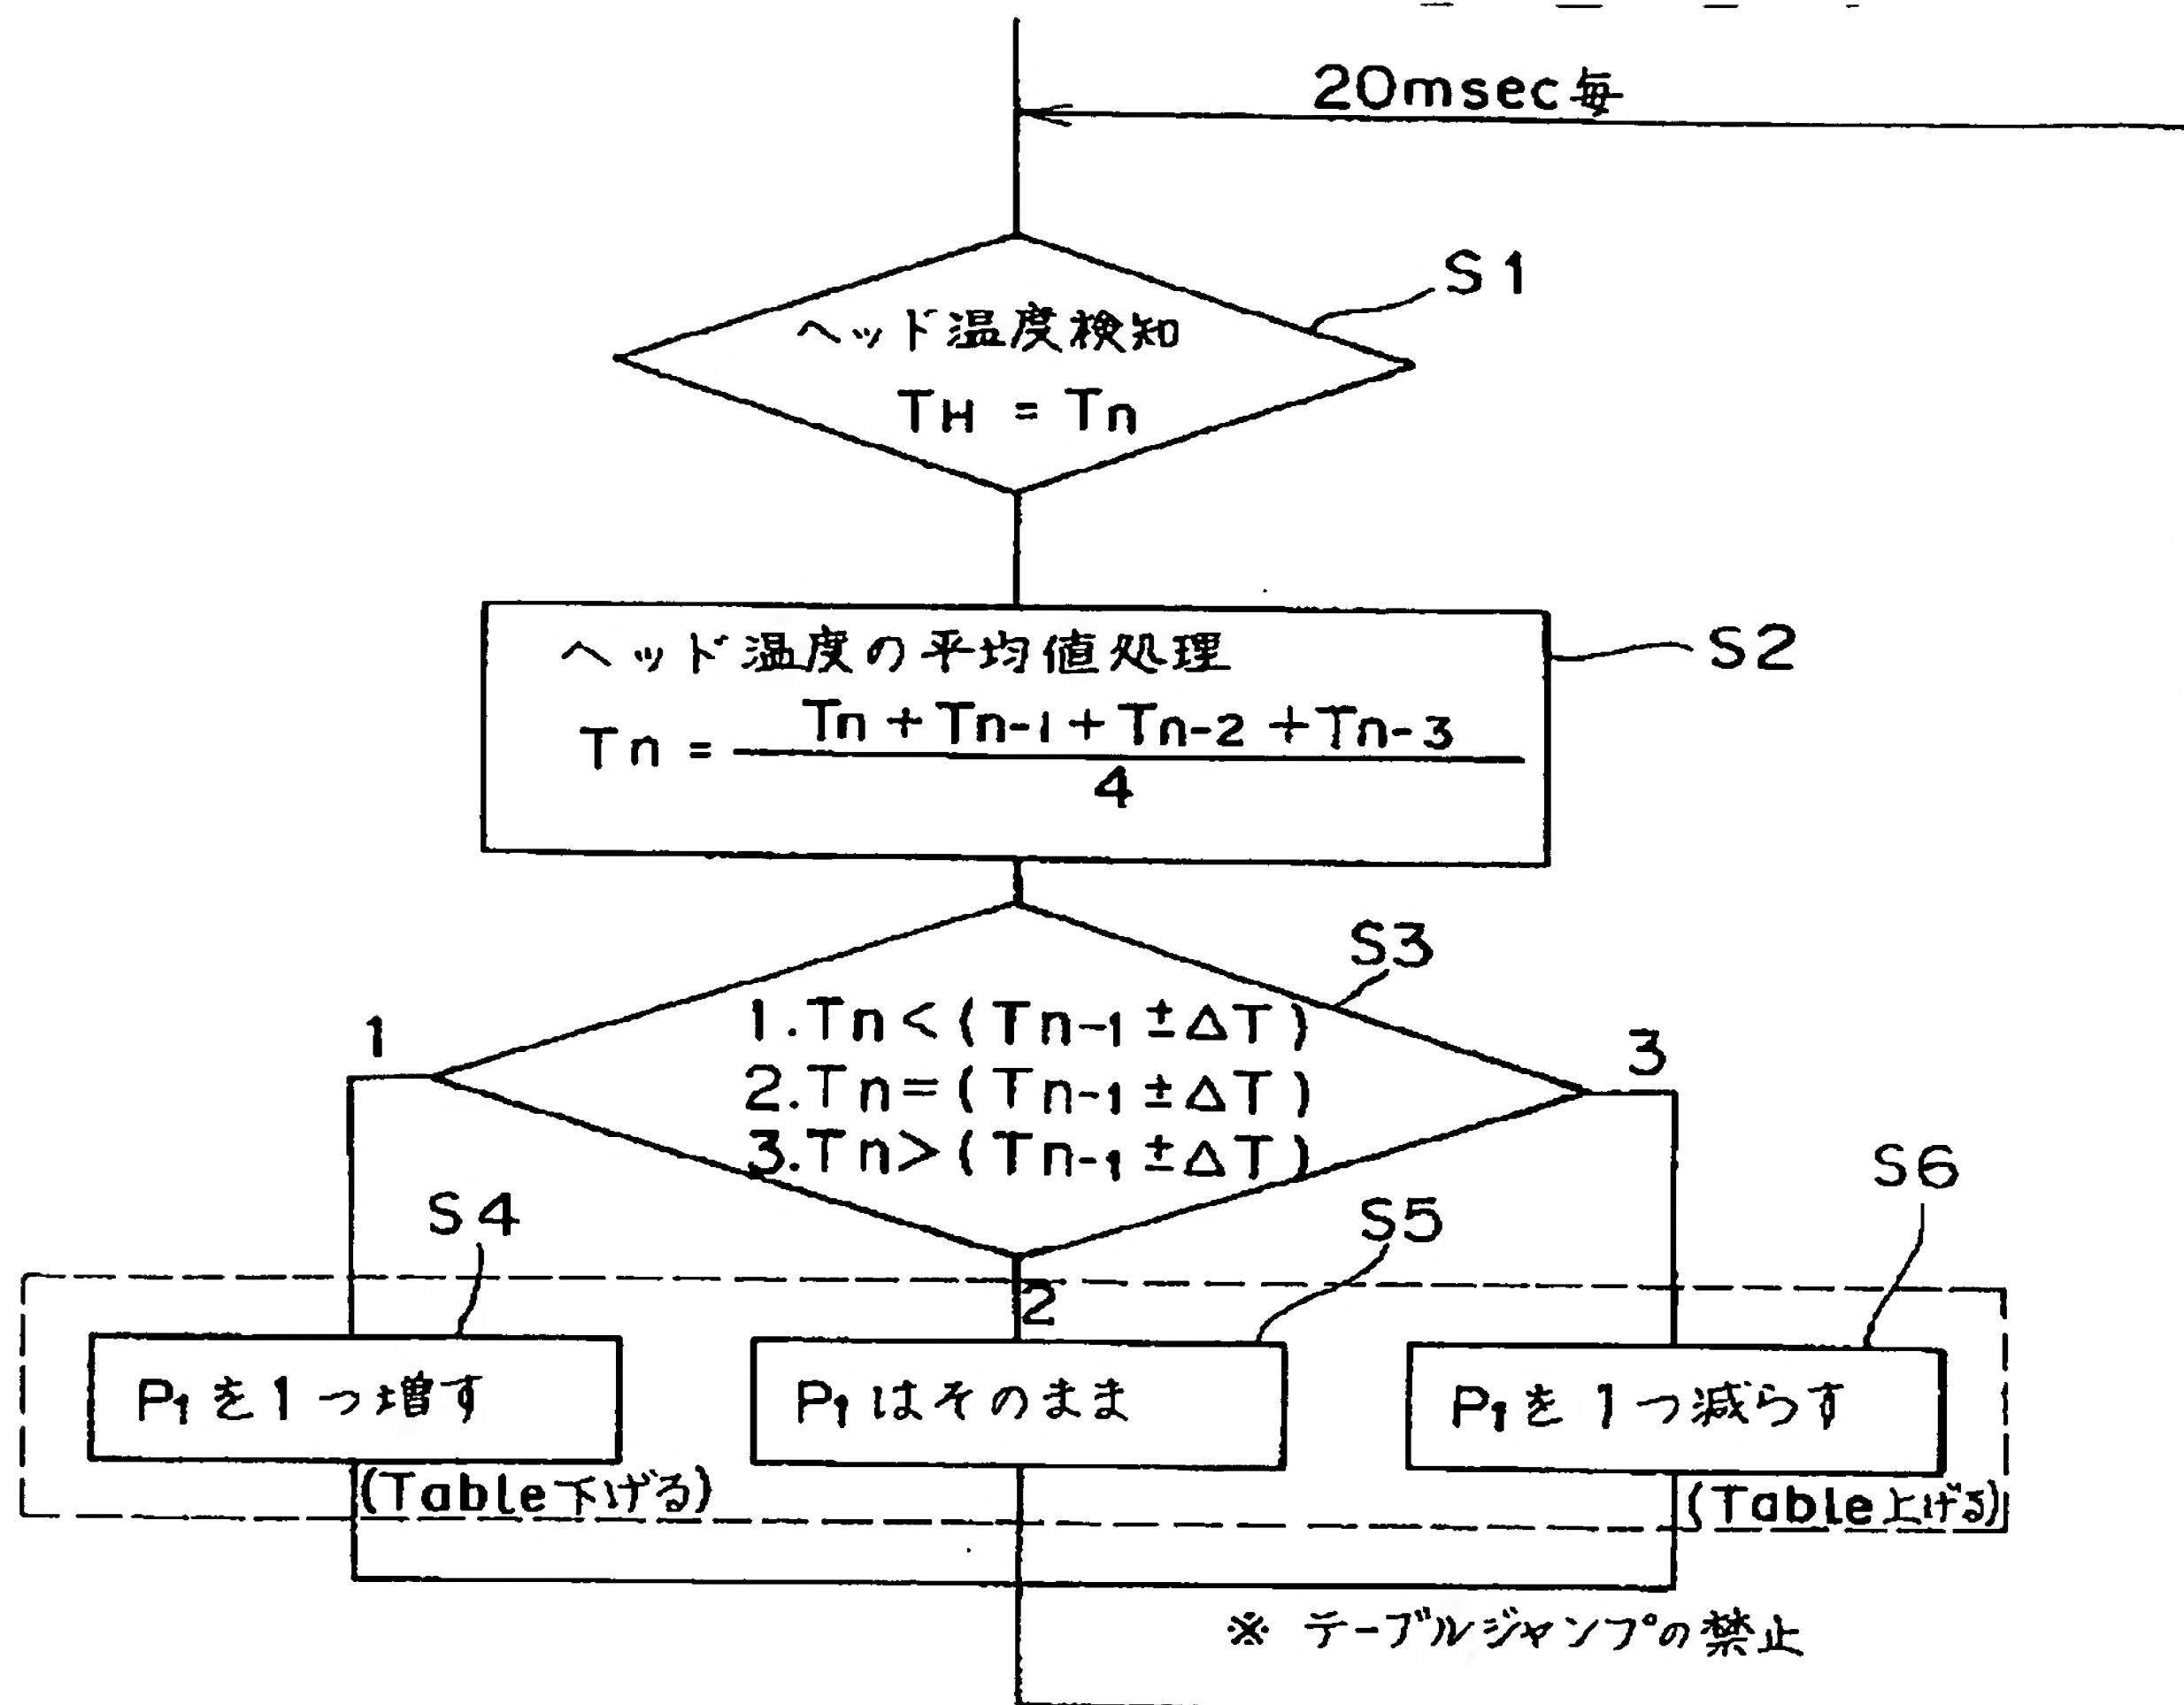 20msec毎
S1
ヘッド温度検知
TH = Tn
S2
ヘッド温度の平均値処理
Tn = (Tn + Tn-1 + Tn-2 + Tn-3) / 4
S3
1
1.Tn<(Tn-1±ΔT)
3
2.Tn=(Tn-1±ΔT)
3.Tn>(Tn-1±ΔT)
S4
S5
S6
2
P1を1つ増す
P1はそのまま
P1を1つ減らす
(Table下げる)
(Table上げる)
※ テーブルジャンプの禁止